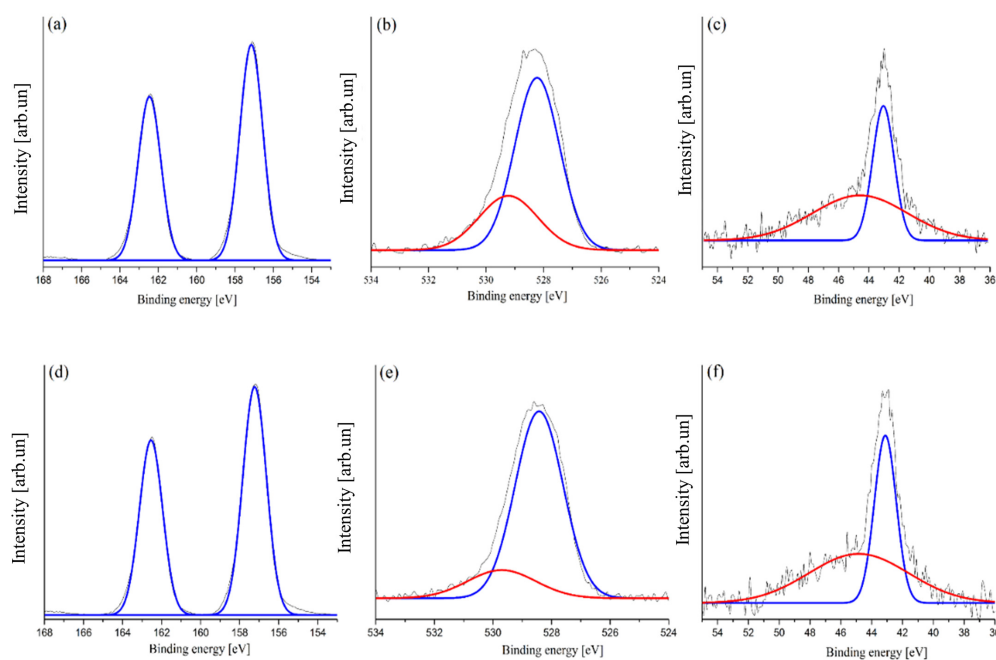 (a)
(b)
(c)
Intensity [arb.un]
Intensity [arb.un]
Intensity [arb.un]
168 166 164 162 160 158 156 154
534 532 530 528 526 524
54 52 50 48 46 44 42 40 38 36
Binding energy [eV]
Binding energy [eV]
Binding energy [eV]
(d)
(e)
(f)
Intensity [arb.un]
Intensity [arb.un]
Intensity [arb.un]
168 166 164 162 160 158 156 154
534 532 530 528 526 524
54 52 50 48 46 44 42 40 38 36
Binding energy [eV]
Binding energy [eV]
Binding energy [eV]